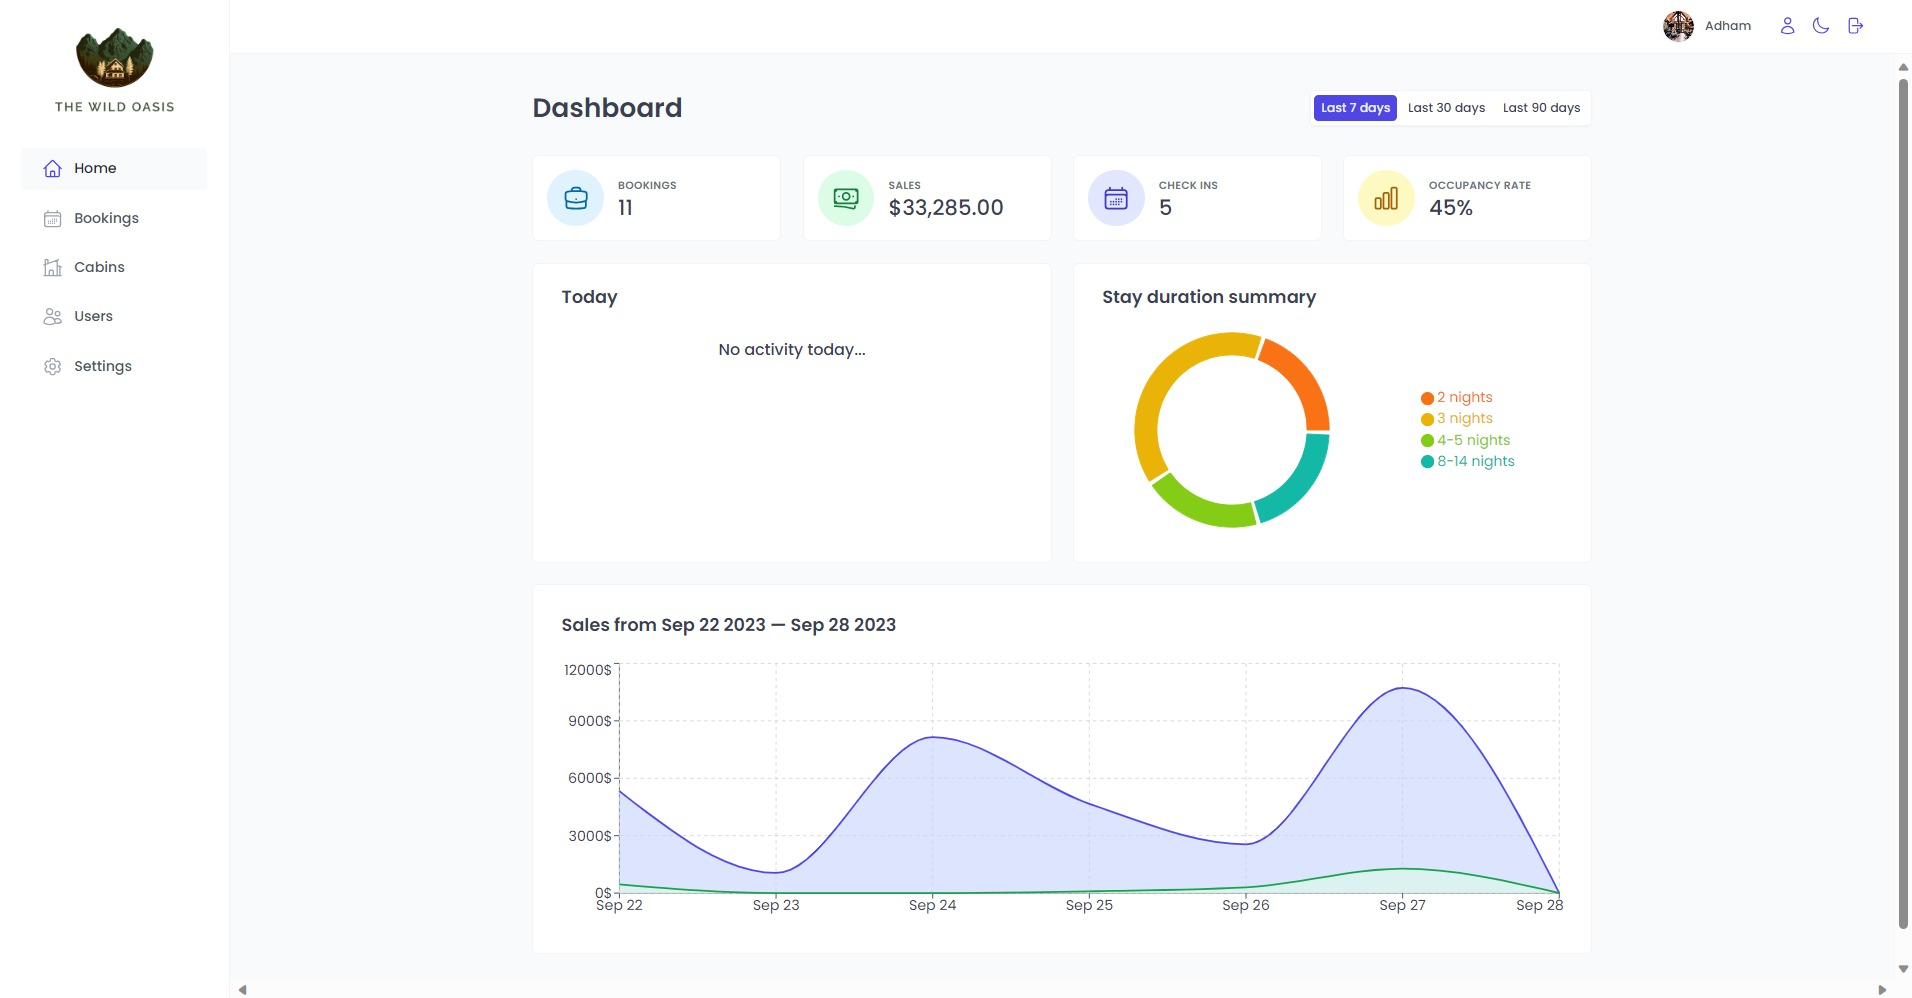 Adham
THE WILD OASIS
Home
Bookings
Cabins
Users
Settings
Dashboard
Last 7 days Last 30 days Last 90 days
BOOKINGS
11
SALES
$33,285.00
CHECK INS
5
OCCUPANCY RATE
45%
Today
No activity today...
Stay duration summary
2 nights
3 nights
4-5 nights
8-14 nights
Sales from Sep 22 2023 — Sep 28 2023
12000$
9000$
6000$
3000$
0$
Sep 22 Sep 23 Sep 24 Sep 25 Sep 26 Sep 27 Sep 28